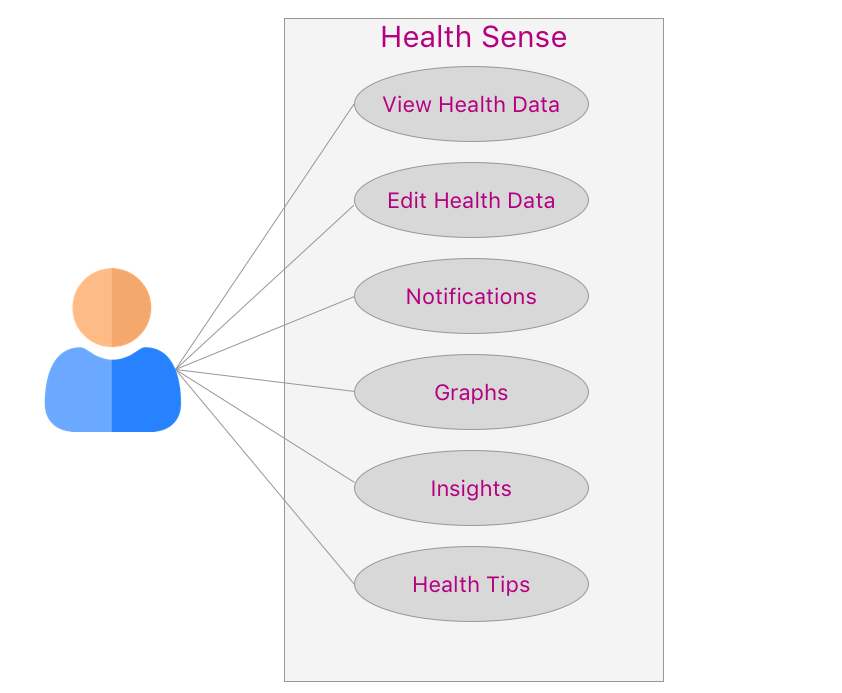 Health Sense
View Health Data
Edit Health Data
Notifications
Graphs
Insights
Health Tips